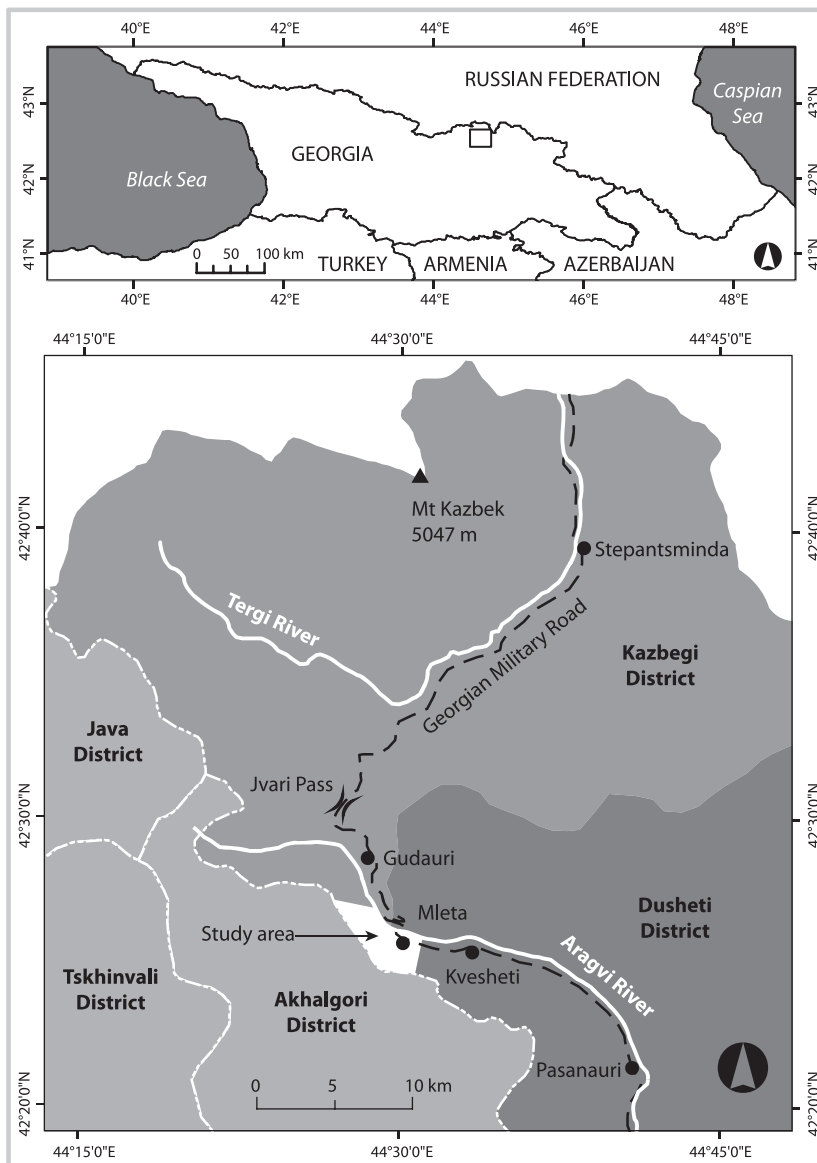 40°E 42°E 44°E 46°E 48°E
43°N
42°N
41°N
43°N
42°N
41°N
RUSSIAN FEDERATION
Caspian
Sea
GEORGIA
Black Sea
0 50 100 km
TURKEY
ARMENIA
AZERBAIJAN
40°E 42°E 44°E 46°E 48°E
44°15'0"E 44°30'0"E 44°45'0"E
42°40'0"N
42°30'0"N
42°20'0"N
42°40'0"N
42°30'0"N
42°20'0"N
Mt Kazbek
5047 m
Stepantsminda
Tergi River
Georgian Military Road
Kazbegi
District
Java
District
Jvari Pass
Gudauri
Mleta
Study area
Dusheti
District
Kvesheti
Aragvi River
Tskhinvali
District
Akhalgori
District
Pasanauri
0 5 10 km
44°15'0"E 44°30'0"E 44°45'0"E